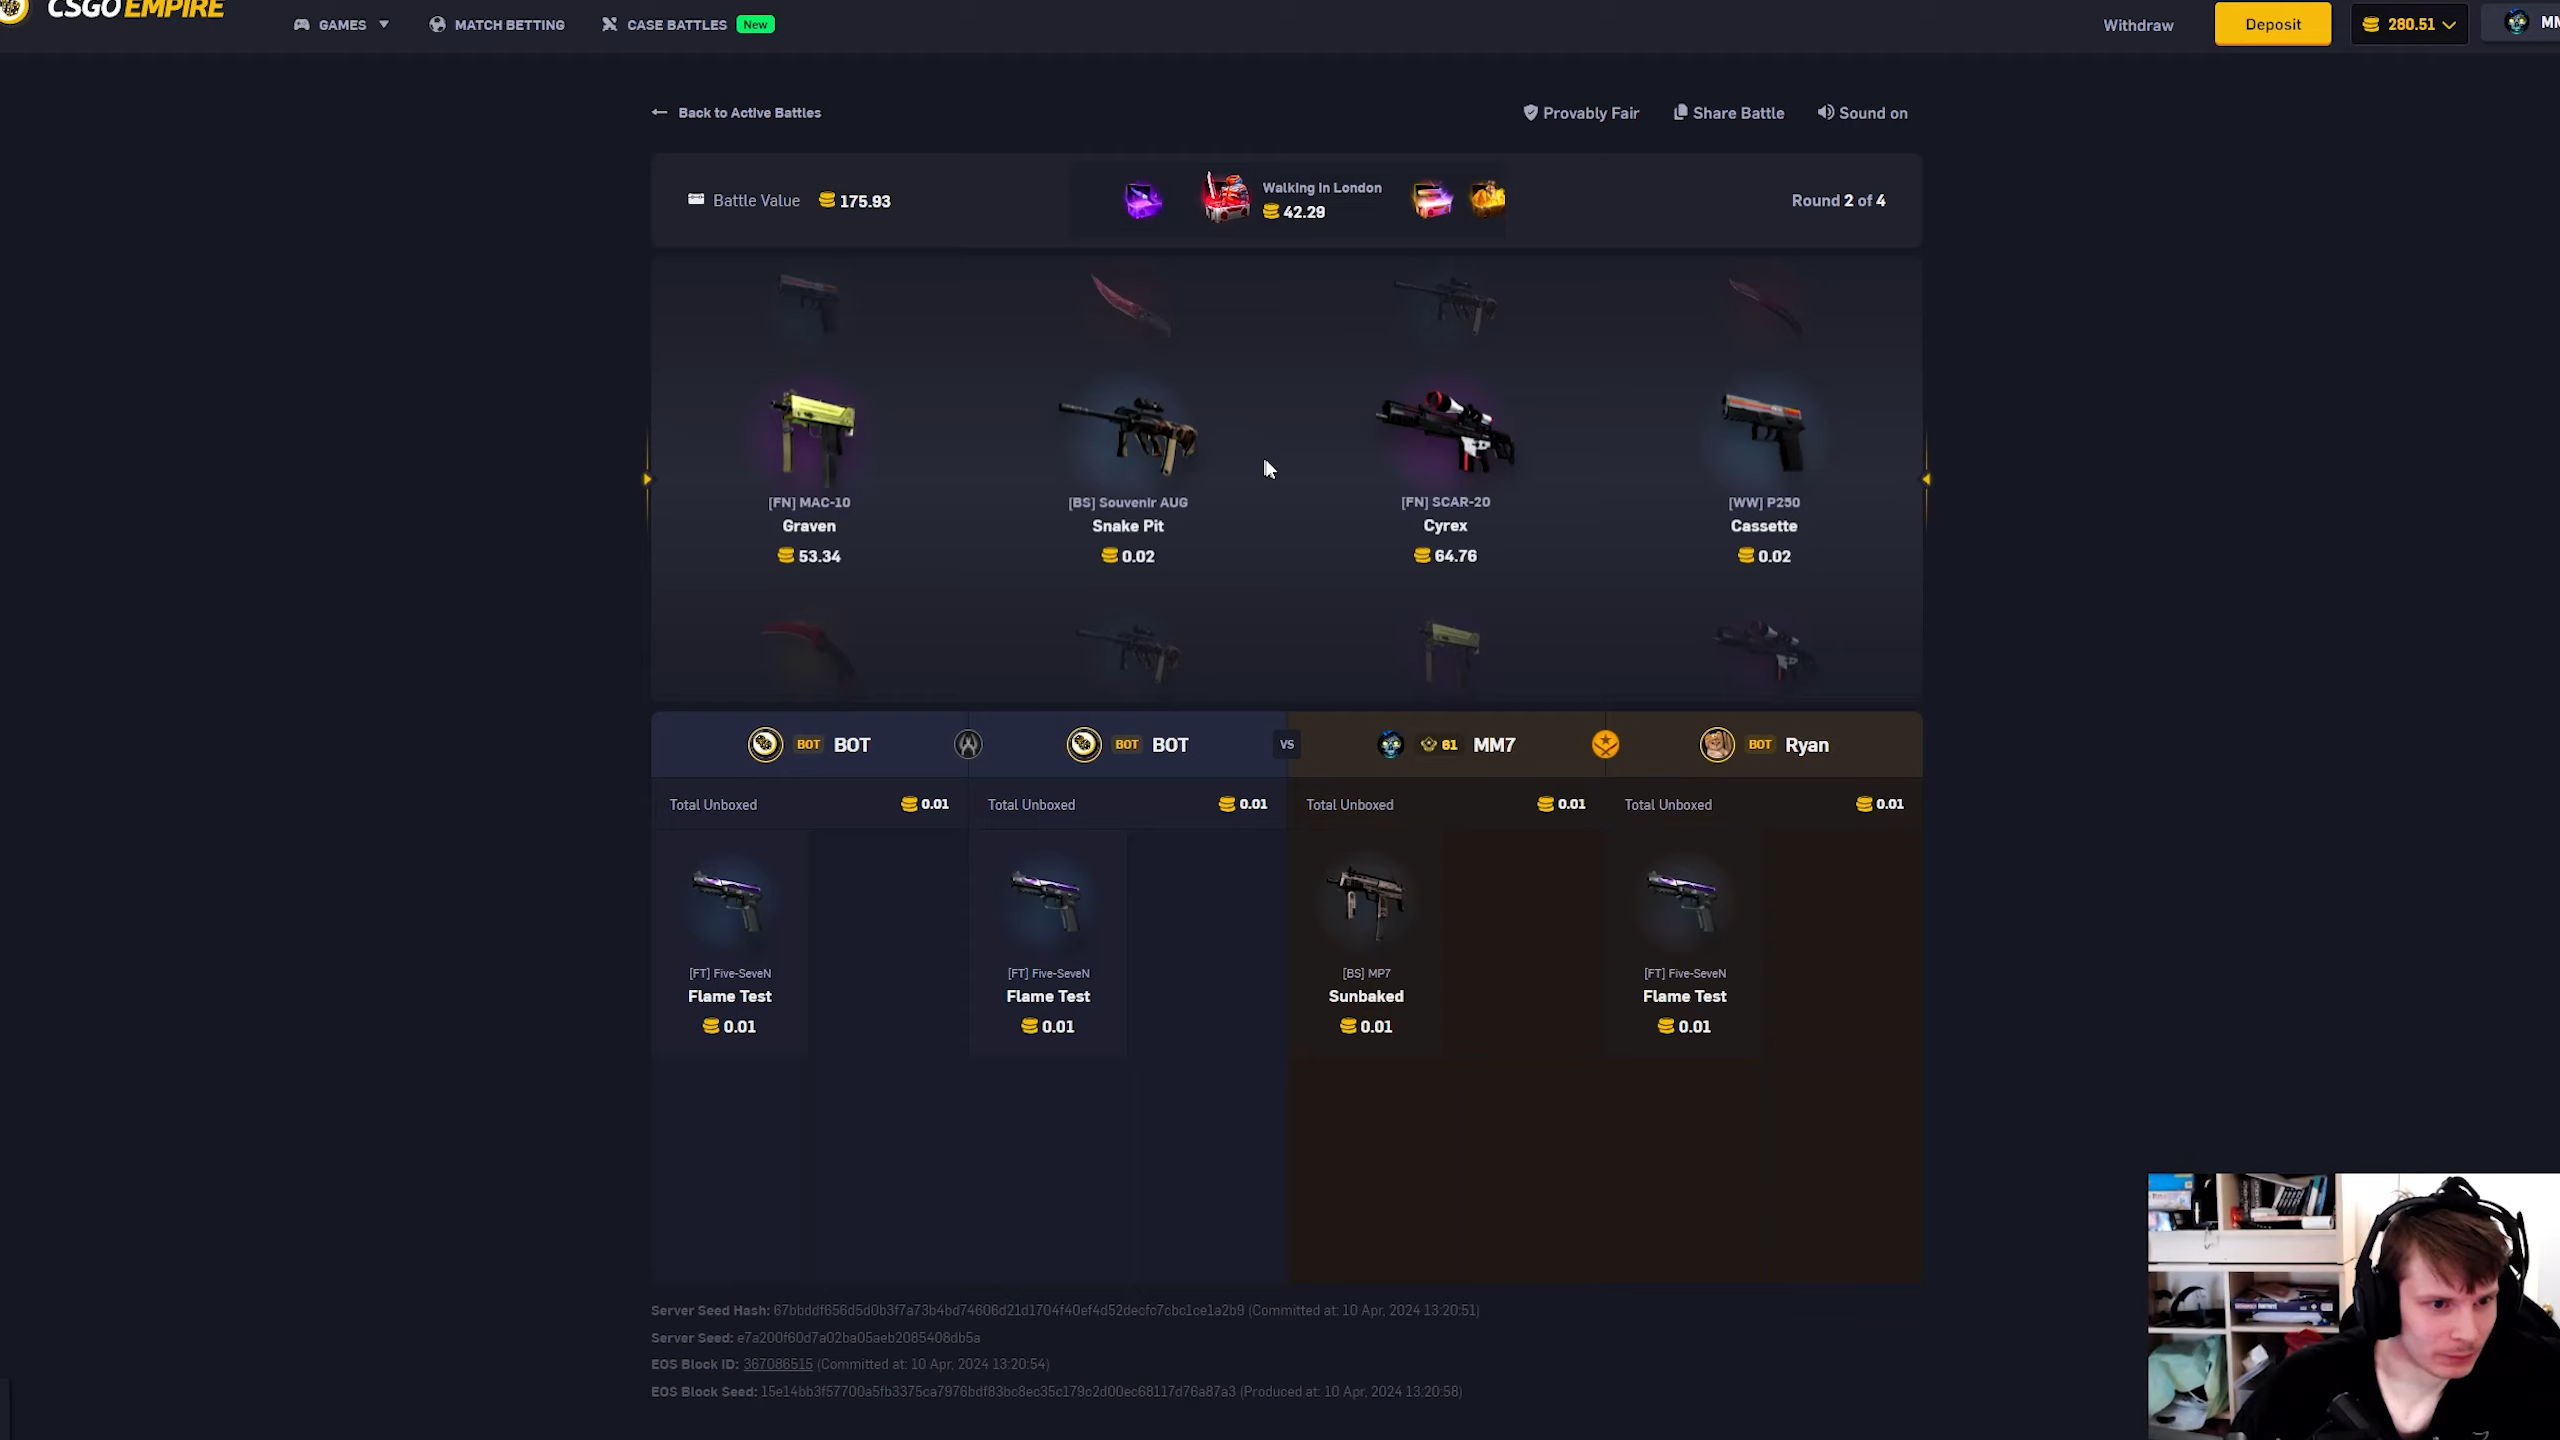 CSGOEMPIRE
GAMES
MATCH BETTING
CASE BATTLES New
Withdraw
Deposit
280.51
Back to Active Battles
Provably Fair
Share Battle
Sound on
Battle Value 175.93
Walking in London
42.29
Round 2 of 4
[FN] MAC-10
Graven
53.34
[BS] Souvenir AUG
Snake Pit
0.02
[FN] SCAR-20
Cyrex
64.76
[WW] P250
Cassette
0.02
BOT BOT
BOT BOT
VS
61 MM7
BOT Ryan
Total Unboxed 0.01
Total Unboxed 0.01
Total Unboxed 0.01
Total Unboxed 0.01
[FT] Five-SeveN
Flame Test
0.01
[FT] Five-SeveN
Flame Test
0.01
[BS] MP7
Sunbaked
0.01
[FT] Five-SeveN
Flame Test
0.01
Server Seed Hash: 67bbddf656d5d0b3f7a73b4bd74606d21d1704f40ef4d52decfc7cbc1ce1a2b9 (Committed at: 10 Apr, 2024 13:20:51)
Server Seed: e7a200f60d7a02ba05aeb2085408db5a
EOS Block ID: 367086515 (Committed at: 10 Apr, 2024 13:20:54)
EOS Block Seed: 15e14bb3f57700a5fb3375ca7976bdf83bc8ec35c179c2d00ec68117d76a87a3 (Produced at: 10 Apr, 2024 13:20:58)